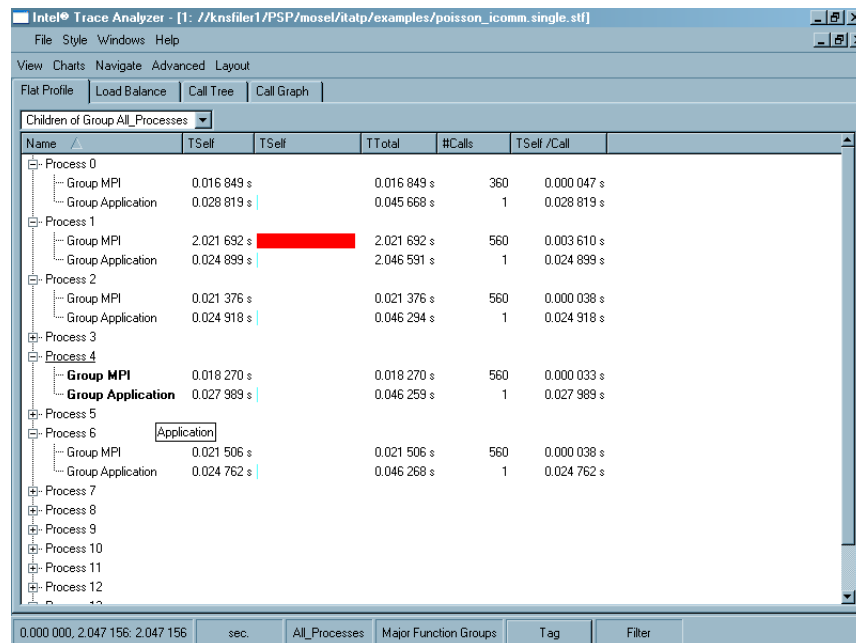 Intel® Trace Analyzer - [1: //knsfiler1/PSP/mosel/itatp/examples/poisson_icomm.single.stf]
File Style Windows Help
View Charts Navigate Advanced Layout
Flat Profile Load Balance Call Tree Call Graph
Children of Group All_Processes
Name TSelf TSelf TTotal #Calls TSelf /Call
Process 0
Group MPI 0.016 849 s 0.016 849 s 360 0.000 047 s
Group Application 0.028 819 s 0.045 668 s 1 0.028 819 s
Process 1
Group MPI 2.021 692 s 2.021 692 s 560 0.003 610 s
Group Application 0.024 899 s 2.046 591 s 1 0.024 899 s
Process 2
Group MPI 0.021 376 s 0.021 376 s 560 0.000 038 s
Group Application 0.024 918 s 0.046 294 s 1 0.024 918 s
Process 3
Process 4
Group MPI 0.018 270 s 0.018 270 s 560 0.000 033 s
Group Application 0.027 989 s 0.046 259 s 1 0.027 989 s
Process 5
Process 6 Application
Group MPI 0.021 506 s 0.021 506 s 560 0.000 038 s
Group Application 0.024 762 s 0.046 268 s 1 0.024 762 s
Process 7
Process 8
Process 9
Process 10
Process 11
Process 12
0.000 000, 2.047 156: 2.047 156 sec. All_Processes Major Function Groups Tag Filter